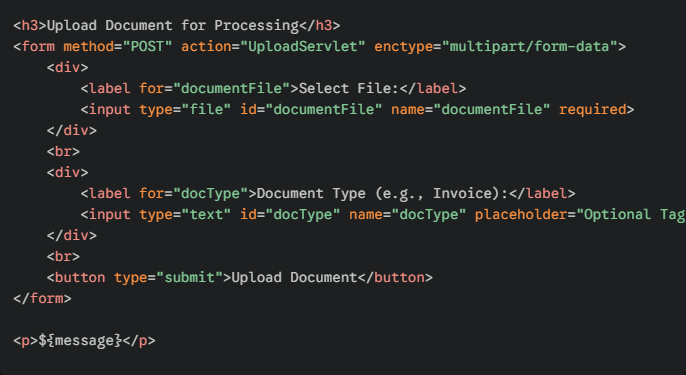 <h3>Upload Document for Processing</h3>
<form method="POST" action="UploadServlet" enctype="multipart/form-data">
<div>
<label for="documentFile">Select File:</label>
<input type="file" id="documentFile" name="documentFile" required>
</div>
<br>
<div>
<label for="docType">Document Type (e.g., Invoice):</label>
<input type="text" id="docType" name="docType" placeholder="Optional Tag
</div>
<br>
<button type="submit">Upload Document</button>
</form>
<p>${message}</p>